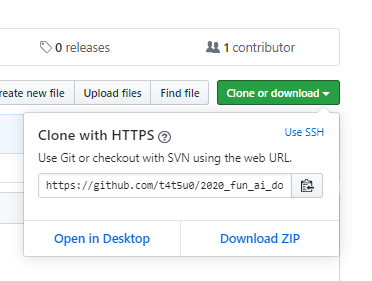 0 releases
1 contributor
reate new file
Upload files
Find file
Clone or download
Clone with HTTPS
Use SSH
Use Git or checkout with SVN using the web URL.
https://github.com/t4t5u0/2020_fun_ai_do
Open in Desktop
Download ZIP